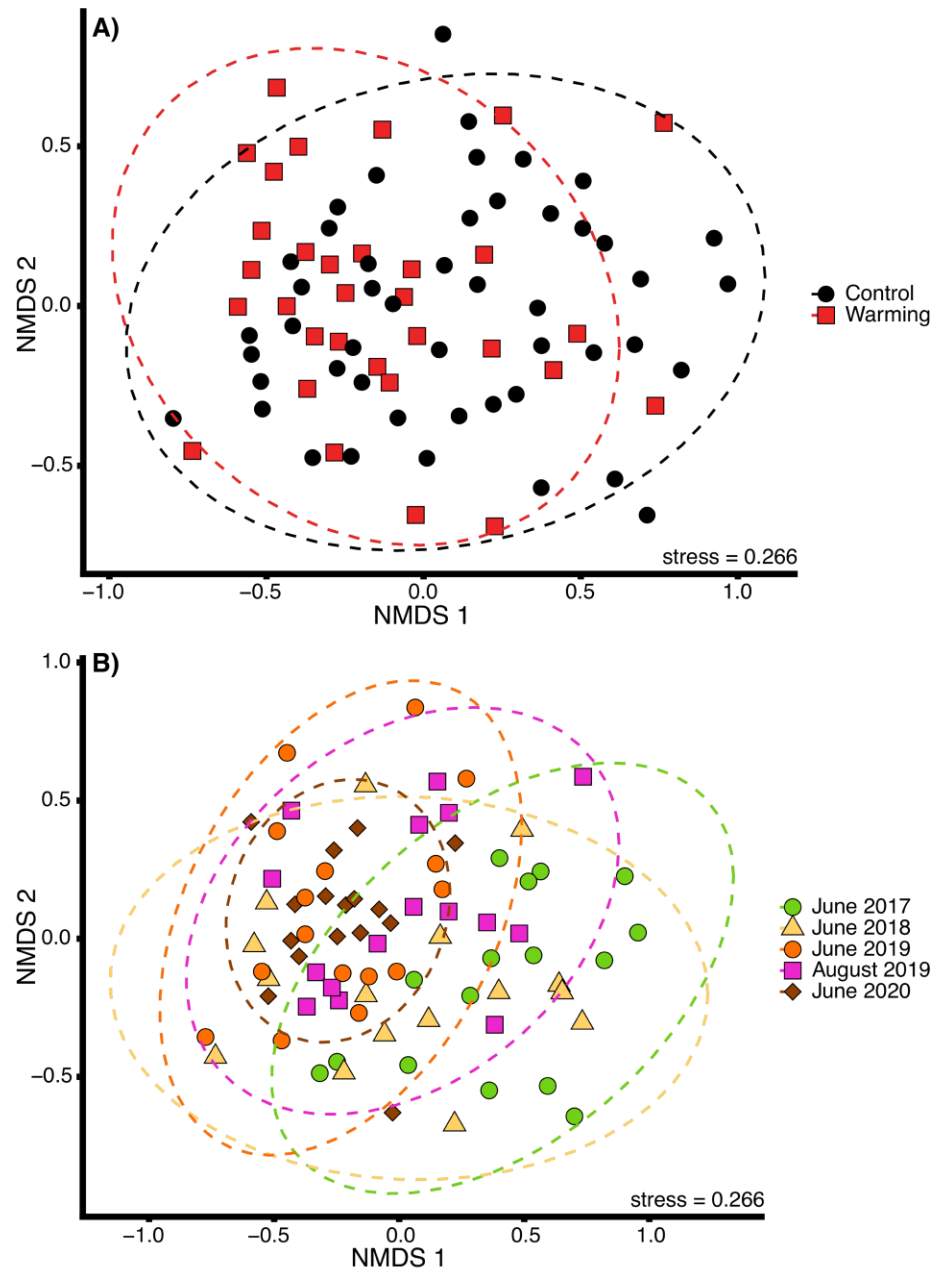 A)
0.5
0.0
−0.5
NMDS 2
Control
Warming
stress = 0.266
−1.0 −0.5 0.0 0.5 1.0
NMDS 1
B)
1.0
0.5
0.0
−0.5
NMDS 2
June 2017
June 2018
June 2019
August 2019
June 2020
stress = 0.266
−1.0 −0.5 0.0 0.5 1.0
NMDS 1